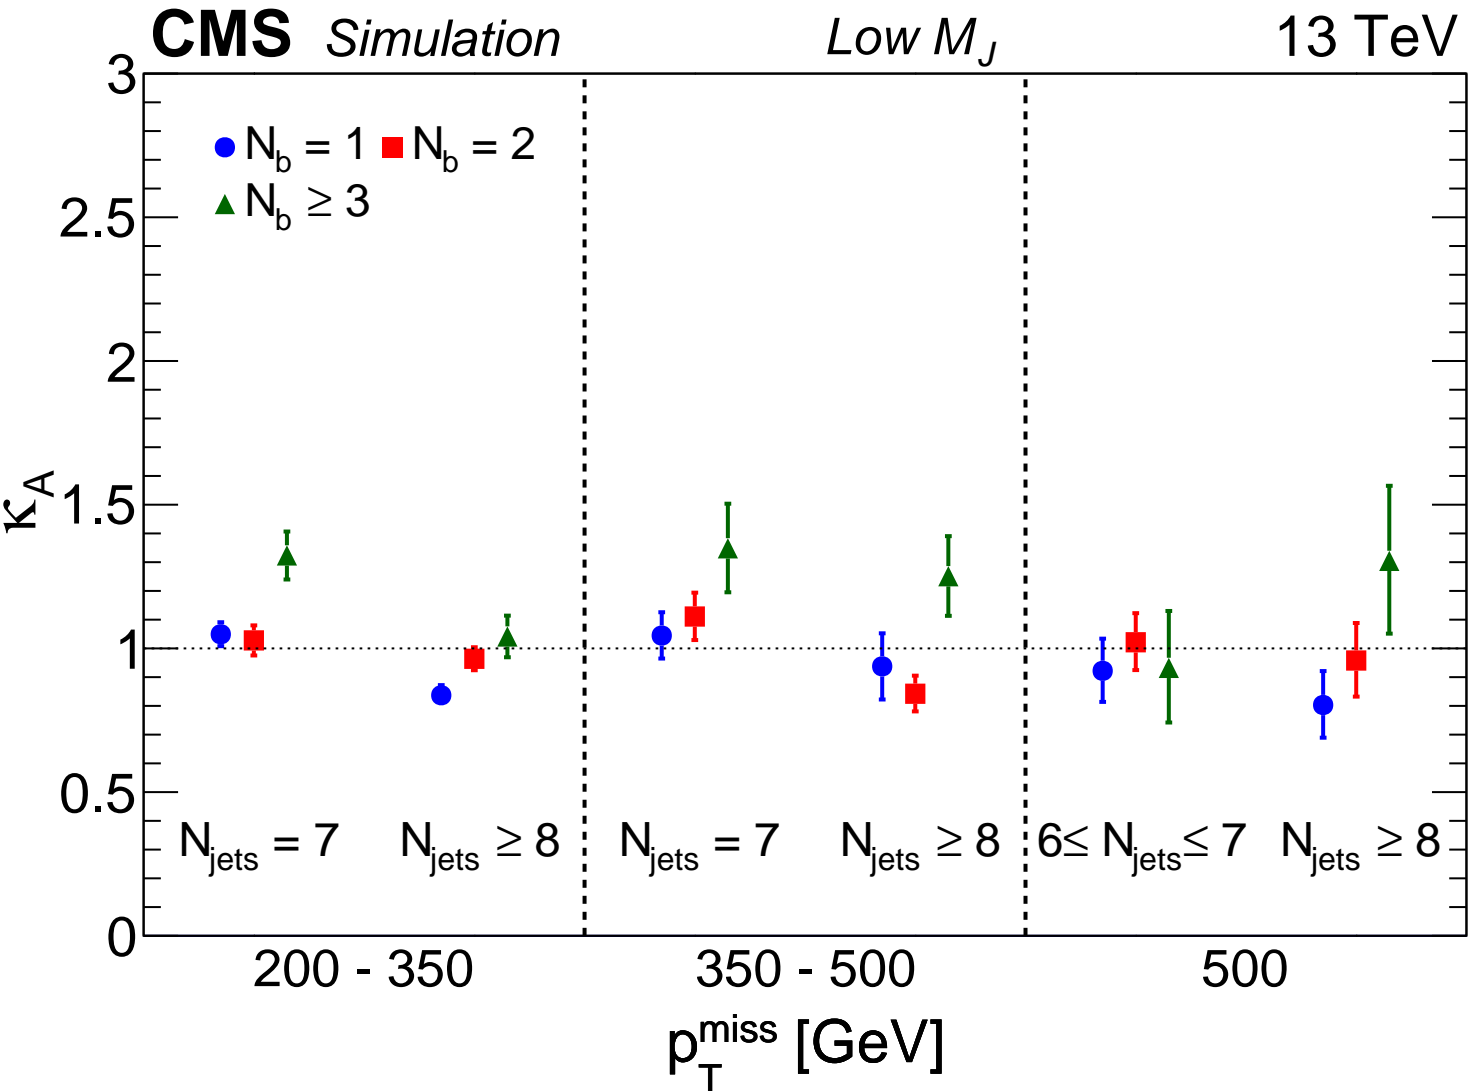 CMS Simulation Low M_J 13 TeV
N_b = 1 N_b = 2
N_b ≥ 3
3
2.5
2
1.5
1
0.5
0
κ_A
N_jets = 7 N_jets ≥ 8 N_jets = 7 N_jets ≥ 8 6≤ N_jets≤ 7 N_jets ≥ 8
200 - 350 350 - 500 500
p_T^miss [GeV]